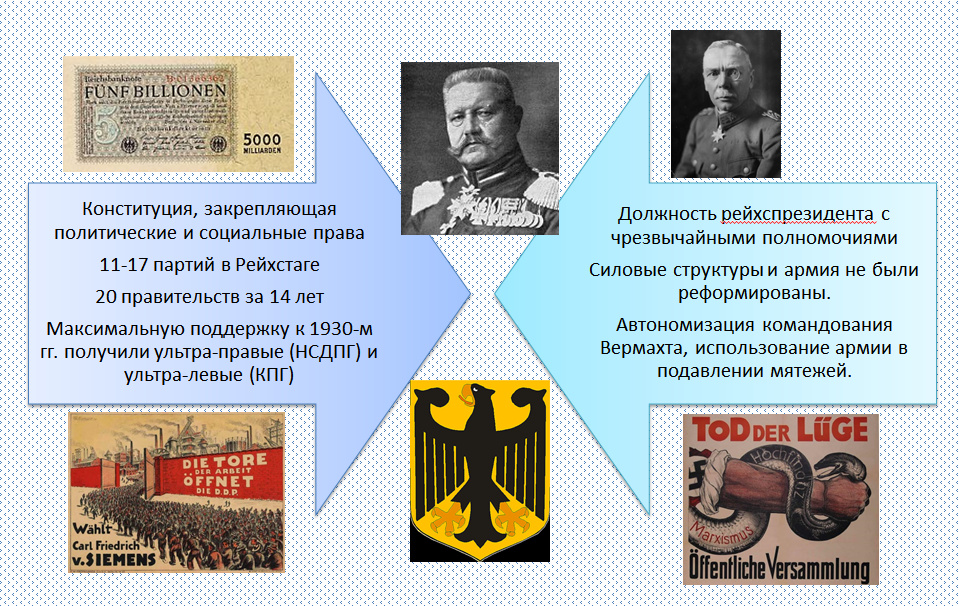 Reichsbanknote
FÜNF BILLIONEN
5000
MILLIARDEN
Конституция, закрепляющая
политические и социальные права
11-17 партий в Рейхстаге
20 правительств за 14 лет
Максимальную поддержку к 1930-м
гг. получили ультра-правые (НСДПГ) и
ультра-левые (КПГ)
Должность рейхспрезидента с
чрезвычайными полномочиями
Силовые структуры и армия не были
реформированы.
Автономизация командования
Вермахта, использование армии в
подавлении мятежей.
DIE TORE
DER ARBEIT
ÖFFNET
DIE D.D.P.
Wählt
Carl Friedrich
v. SIEMENS
TOD DER LÜGE
Hochfinanz
Marxismus
Öffentliche Versammlung